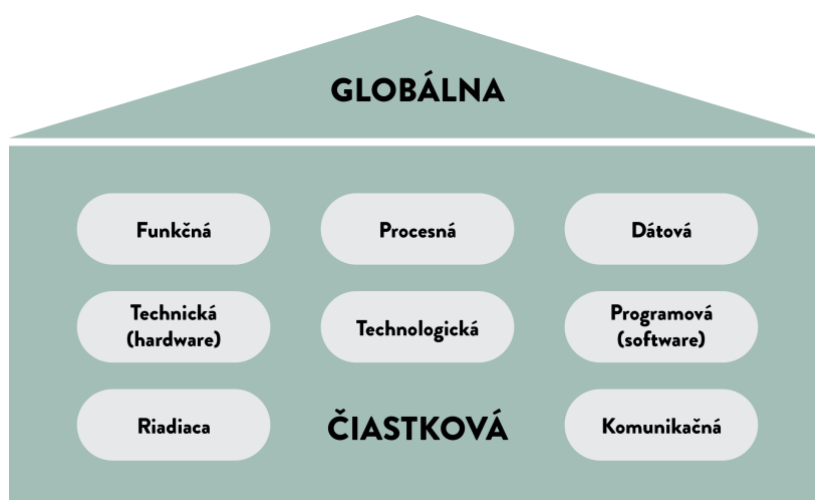 GLOBÁLNA
Funkčná
Procesná
Dátová
Technická
(hardware)
Technologická
Programová
(software)
Riadiaca
ČIASTKOVÁ
Komunikačná